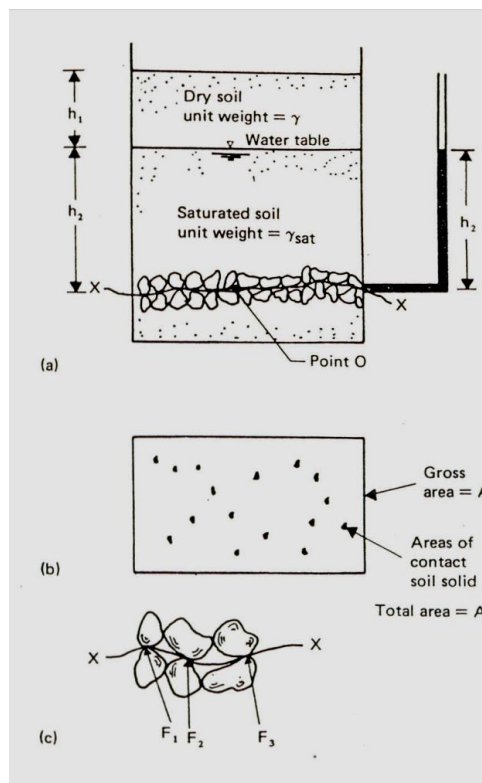 h₁
Dry soil
unit weight = γ
Water table
h₂
Saturated soil
unit weight = γsat
h₂
X
X
Point O
(a)
Gross
area = A
Areas of
contact
soil solid
Total area = A
(b)
X
X
F₁
F₂
F₃
(c)